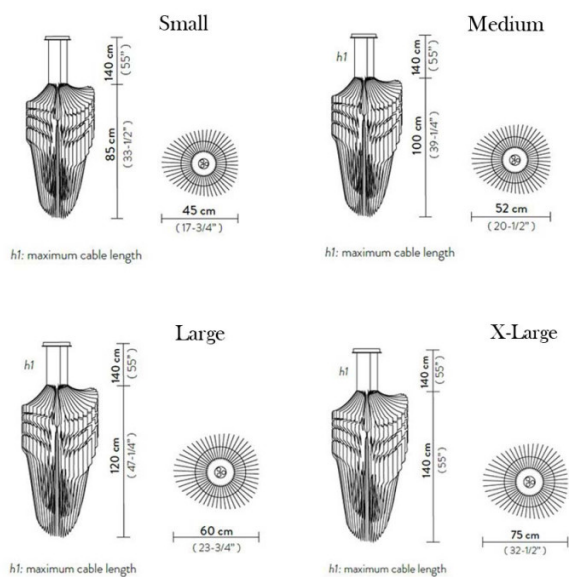 Small
140 cm
( 55" )
85 cm
( 33-1/2" )
45 cm
( 17-3/4" )
h1: maximum cable length
Medium
h1
140 cm
( 55" )
100 cm
( 39-1/4" )
52 cm
( 20-1/2" )
h1: maximum cable length
Large
h1
140 cm
( 55" )
120 cm
( 47-1/4" )
60 cm
( 23-3/4" )
h1: maximum cable length
X-Large
h1
140 cm
( 55" )
140 cm
( 55" )
75 cm
( 32-1/2" )
h1: maximum cable length